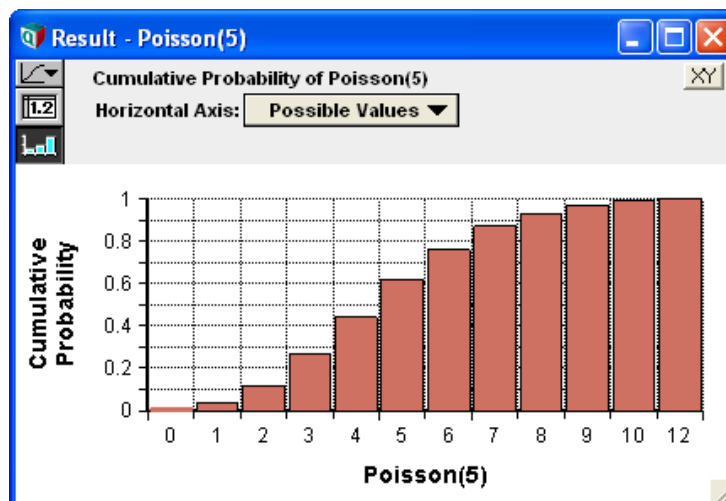 Result - Poisson(5)
Cumulative Probability of Poisson(5)
XY
Horizontal Axis: Possible Values
1.2
Cumulative
Probability
1
0.8
0.6
0.4
0.2
0
0 1 2 3 4 5 6 7 8 9 10 12
Poisson(5)